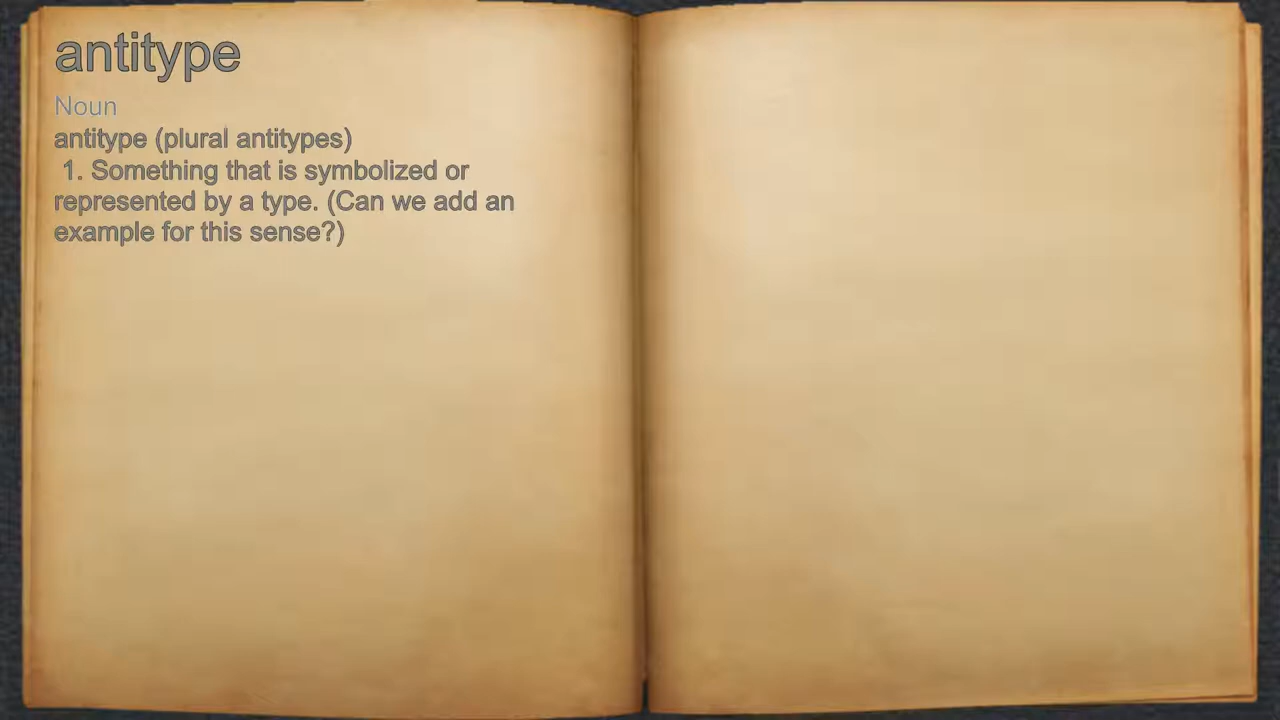 antitype
Noun
antitype (plural antitypes)
1. Something that is symbolized or
represented by a type. (Can we add an
example for this sense?)